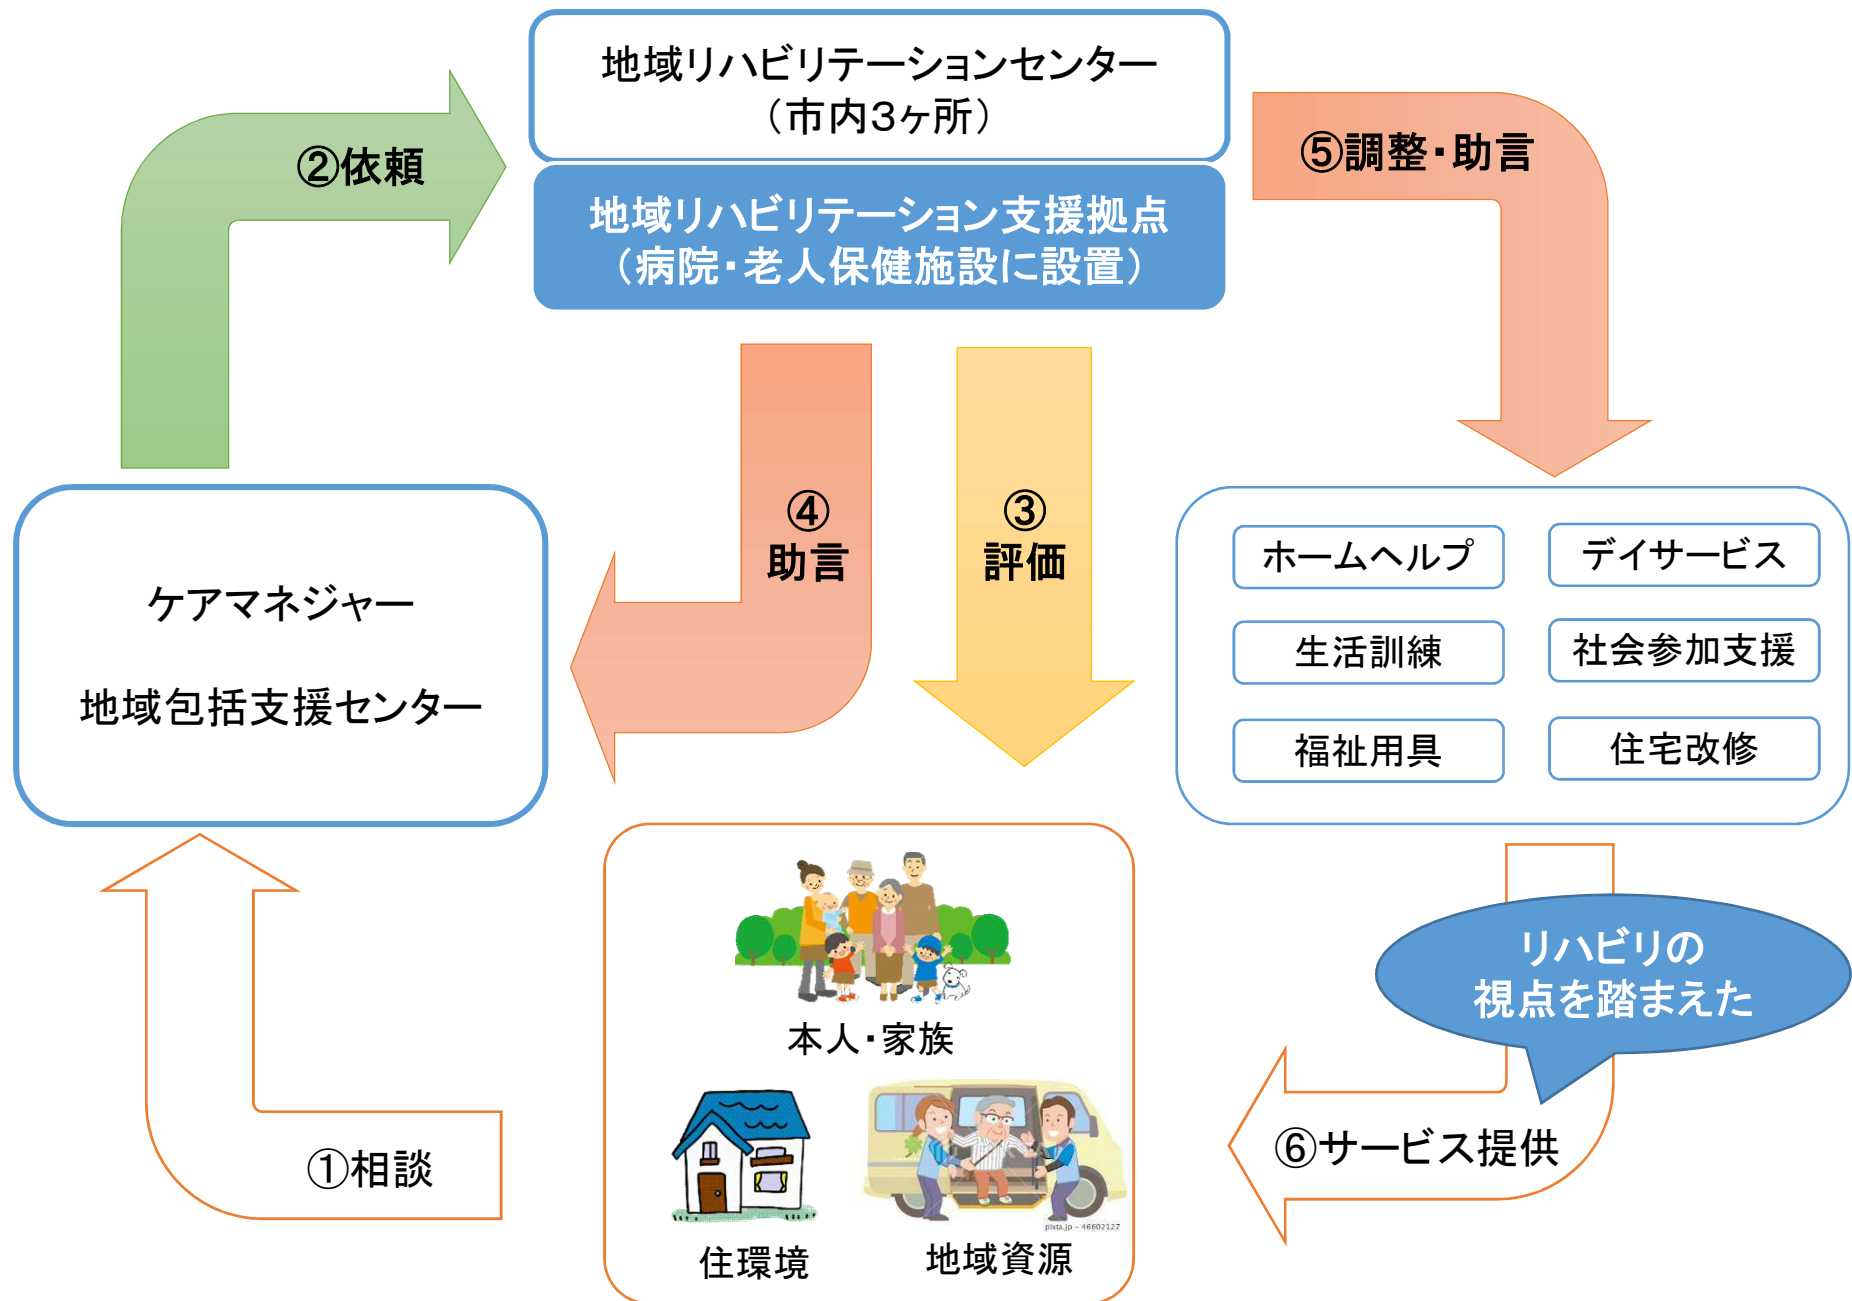 地域リハビリテーションセンター
（市内3ヶ所）
地域リハビリテーション支援拠点
（病院・老人保健施設に設置）
②依頼
⑤調整・助言
④
助言
③
評価
ケアマネジャー
地域包括支援センター
ホームヘルプ
デイサービス
生活訓練
社会参加支援
福祉用具
住宅改修
リハビリの
視点を踏まえた
⑥サービス提供
①相談
本人・家族
住環境
地域資源
pixta.jp - 46602127